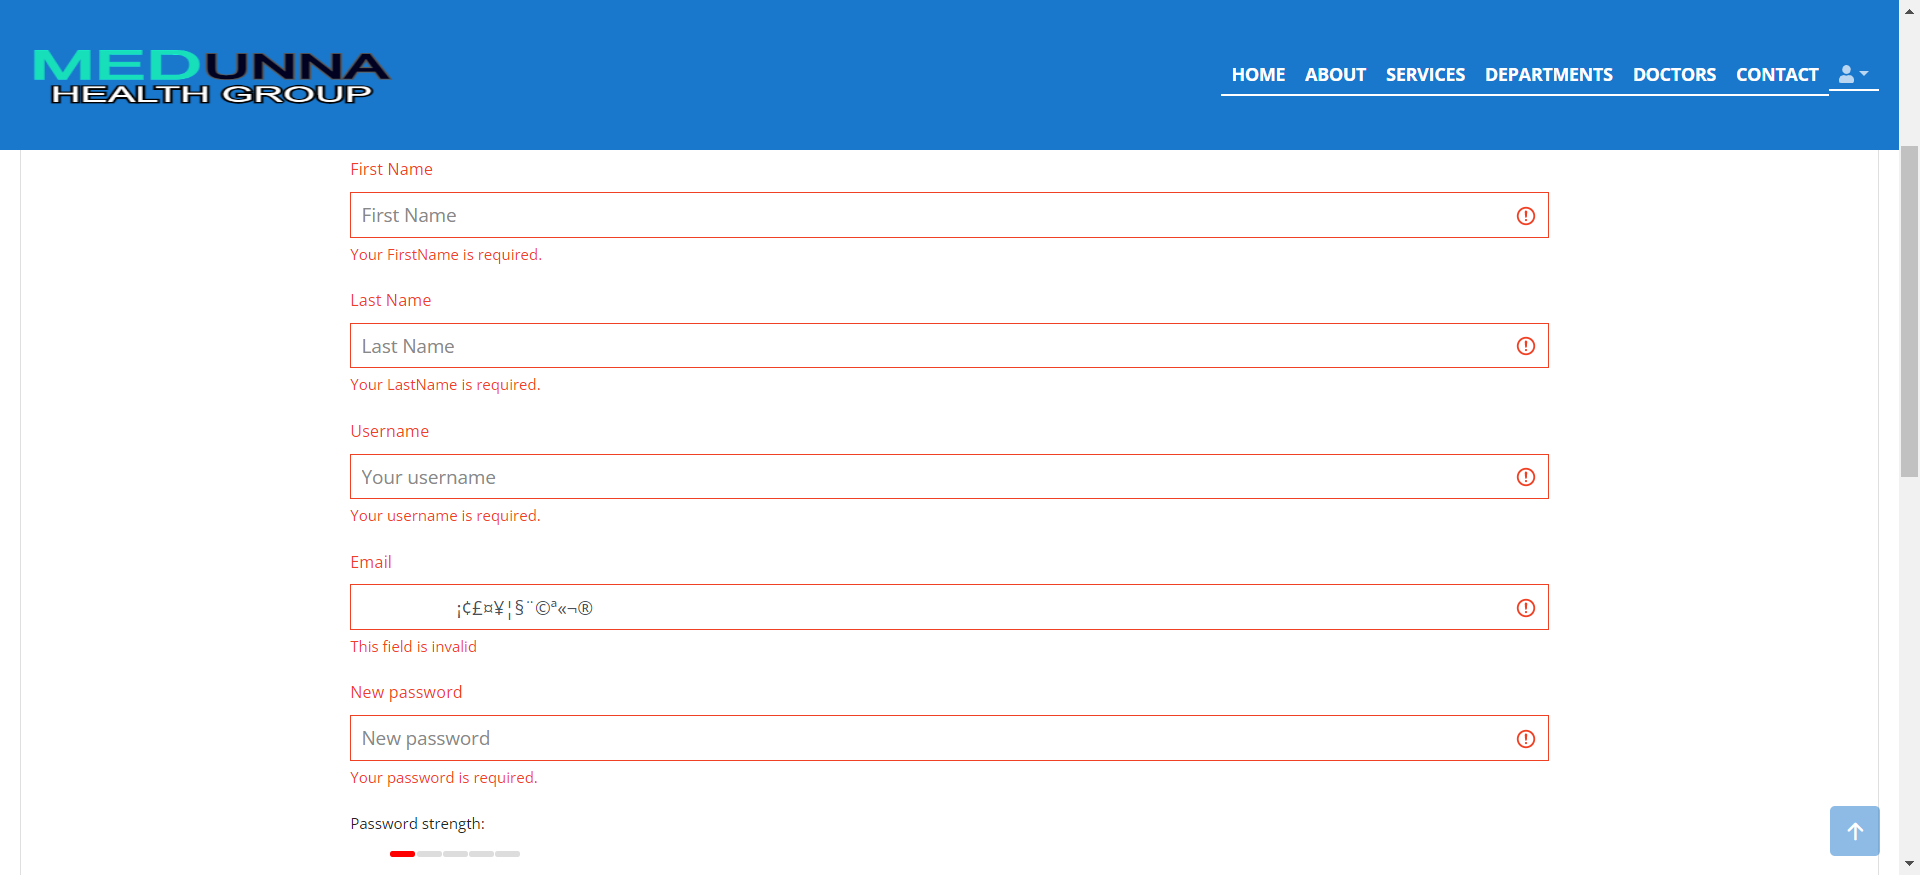 MEDUNNA
HEALTH GROUP
HOME ABOUT SERVICES DEPARTMENTS DOCTORS CONTACT
First Name
First Name
Your FirstName is required.
Last Name
Last Name
Your LastName is required.
Username
Your username
Your username is required.
Email
¡¢£¤¥¦§¨©ª«¬®
This field is invalid
New password
New password
Your password is required.
Password strength: